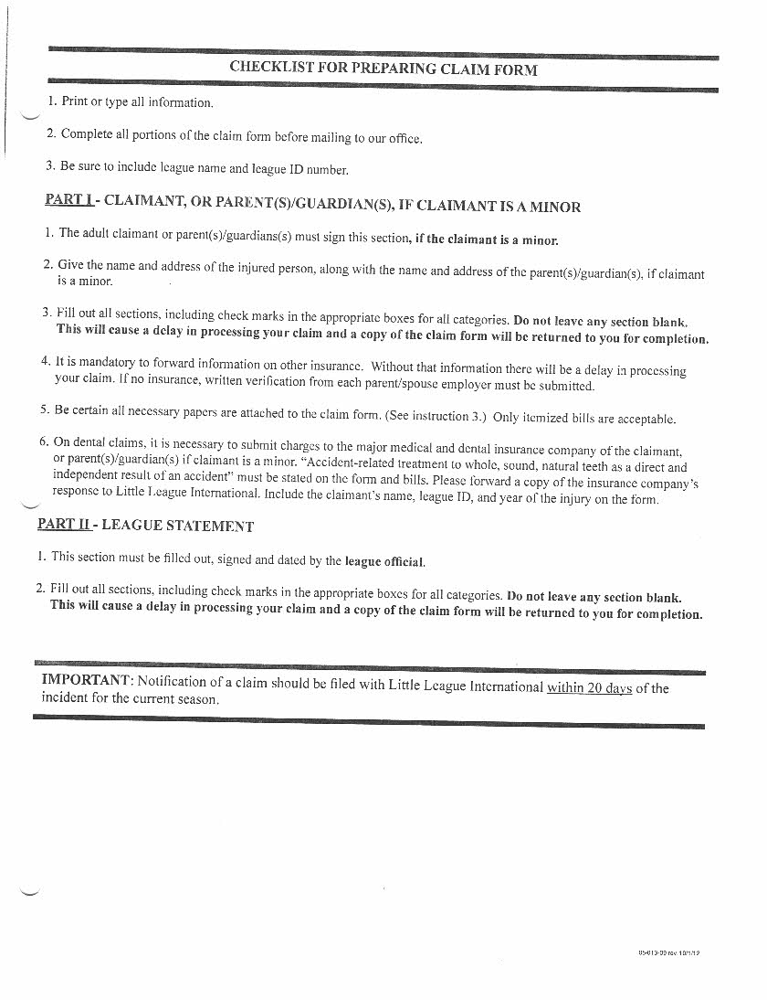 CHECKLIST FOR PREPARING CLAIM FORM
1. Print or type all information.
2. Complete all portions of the claim form before mailing to our office.
3. Be sure to include league name and league ID number.
PART I - CLAIMANT, OR PARENT(S)/GUARDIAN(S), IF CLAIMANT IS A MINOR
1. The adult claimant or parent(s)/guardians(s) must sign this section, if the claimant is a minor.
2. Give the name and address of the injured person, along with the name and address of the parent(s)/guardian(s), if claimant
is a minor.
3. Fill out all sections, including check marks in the appropriate boxes for all categories. Do not leave any section blank.
This will cause a delay in processing your claim and a copy of the claim form will be returned to you for completion.
4. It is mandatory to forward information on other insurance. Without that information there will be a delay in processing
your claim. If no insurance, written verification from each parent/spouse employer must be submitted.
5. Be certain all necessary papers are attached to the claim form. (See instruction 3.) Only itemized bills are acceptable.
6. On dental claims, it is necessary to submit charges to the major medical and dental insurance company of the claimant,
or parent(s)/guardian(s) if claimant is a minor. “Accident-related treatment to whole, sound, natural teeth as a direct and
independent result of an accident” must be stated on the form and bills. Please forward a copy of the insurance company’s
response to Little League International. Include the claimant’s name, league ID, and year of the injury on the form.
PART II - LEAGUE STATEMENT
1. This section must be filled out, signed and dated by the league official.
2. Fill out all sections, including check marks in the appropriate boxes for all categories. Do not leave any section blank.
This will cause a delay in processing your claim and a copy of the claim form will be returned to you for completion.
IMPORTANT: Notification of a claim should be filed with Little League International within 20 days of the
incident for the current season.
05-013-09 rev. 10/1/12